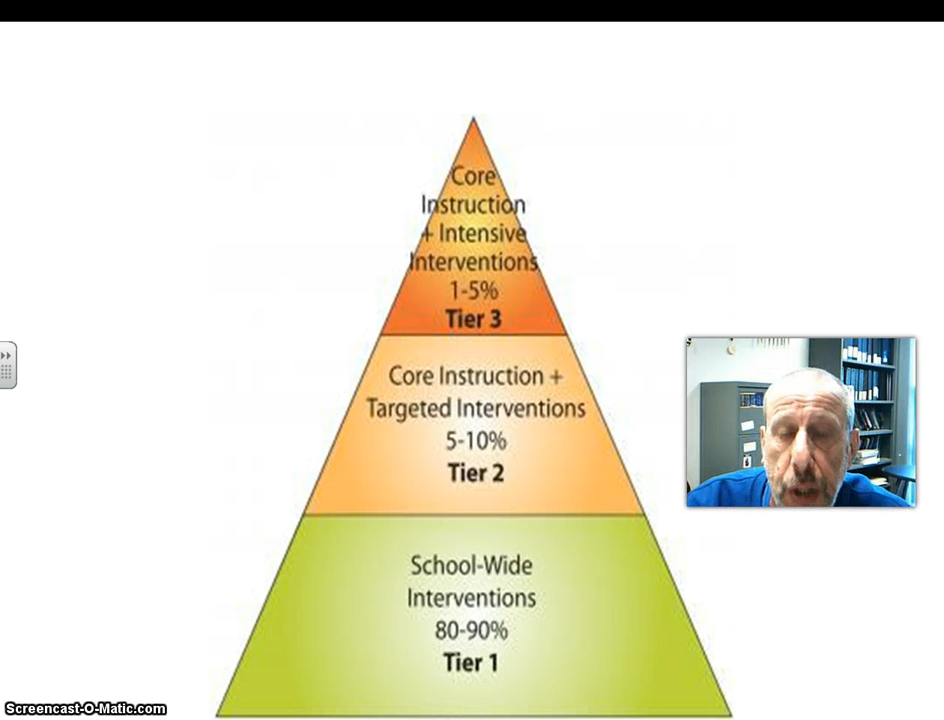 Core
Instruction
+ Intensive
Interventions
1-5%
Tier 3
Core Instruction +
Targeted Interventions
5-10%
Tier 2
School-Wide
Interventions
80-90%
Tier 1
Screencast-O-Matic.com